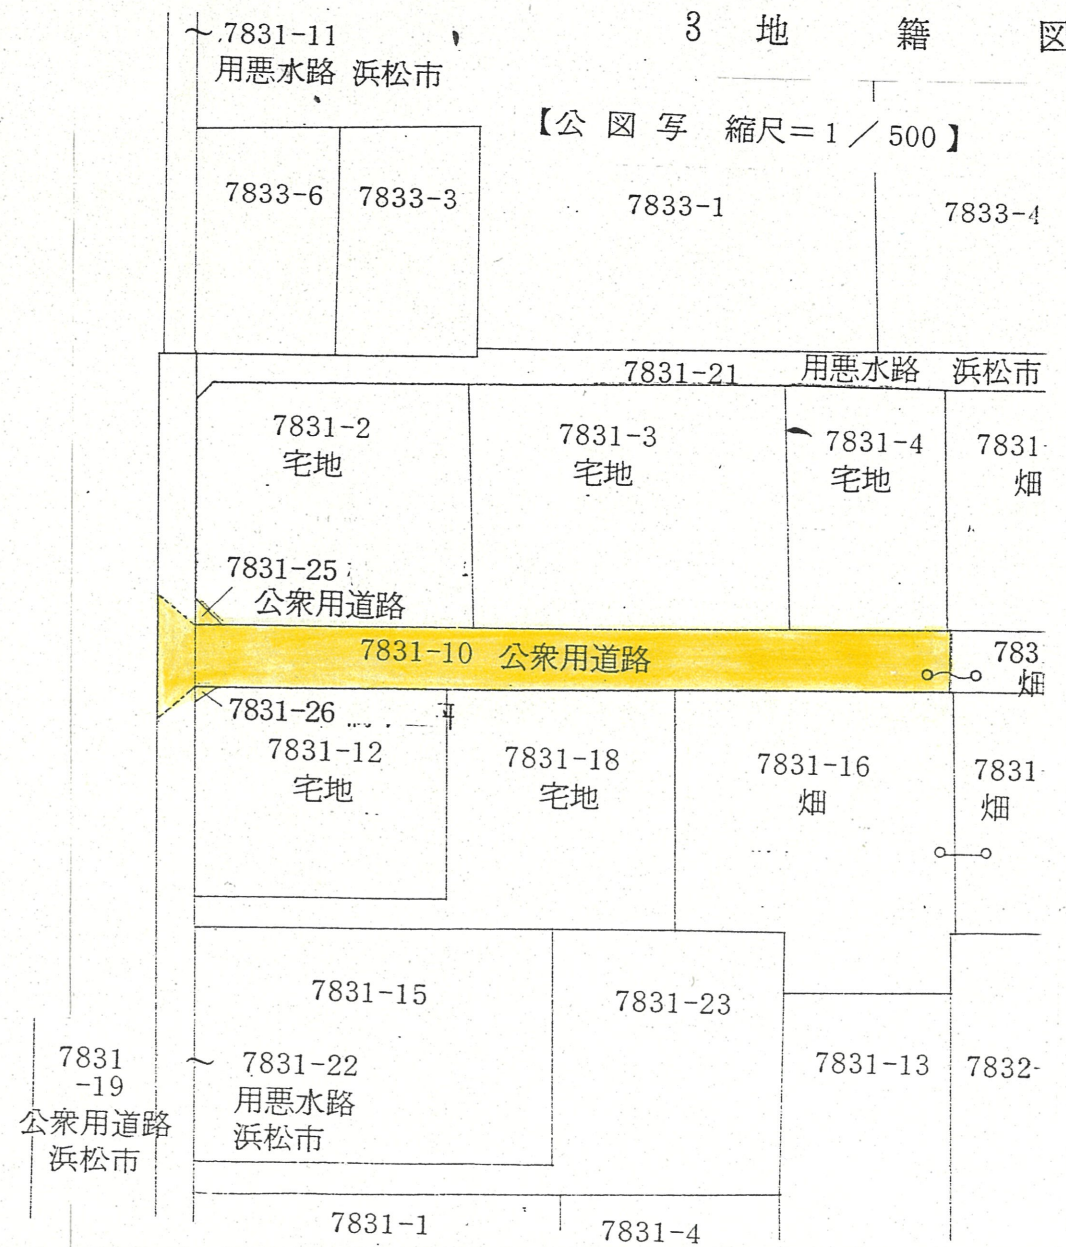 3 地 籍 図
7831-11
用悪水路 浜松市
【公 図 写 縮尺=1/500】
7833-6
7833-3
7833-1
7833-4
7831-21 用悪水路 浜松市
7831-2
宅地
7831-3
宅地
7831-4
宅地
7831-
畑
7831-25
公衆用道路
7831-10 公衆用道路
783
畑
7831-26
7831-12
宅地
7831-18
宅地
7831-16
畑
7831-
畑
7831-15
7831-23
7831
-19
公衆用道路
浜松市
7831-22
用悪水路
浜松市
7831-13
7832-
7831-1
7831-4